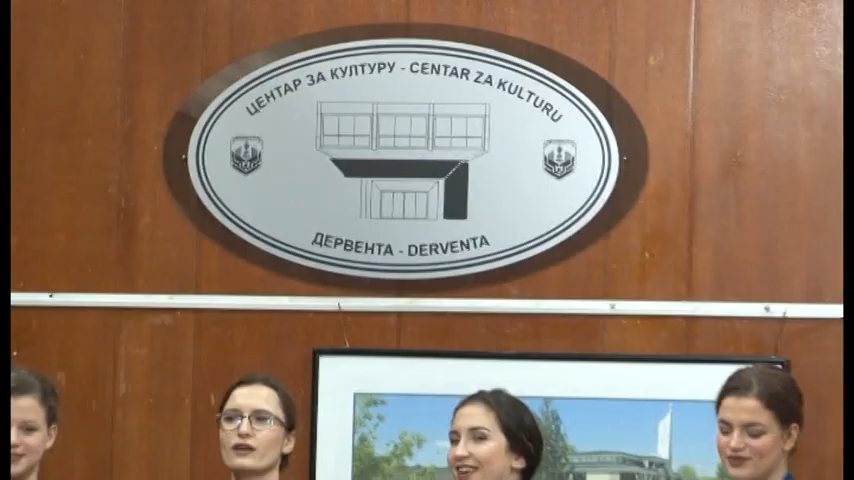 ЦЕНТАР ЗА КУЛТУРУ - CENTAR ZA KULTURU
ДЕРВЕНТА - DERVENTA